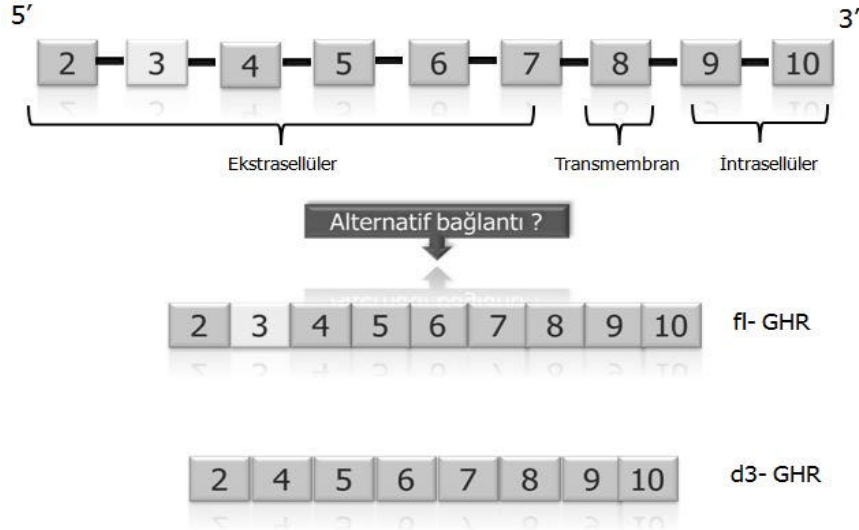 5’ 3’
2 3 4 5 6 7 8 9 10
Ekstrasellüler Transmembran İntrasellüler
Alternatif bağlantı ?
2 3 4 5 6 7 8 9 10 fl- GHR
2 4 5 6 7 8 9 10 d3- GHR